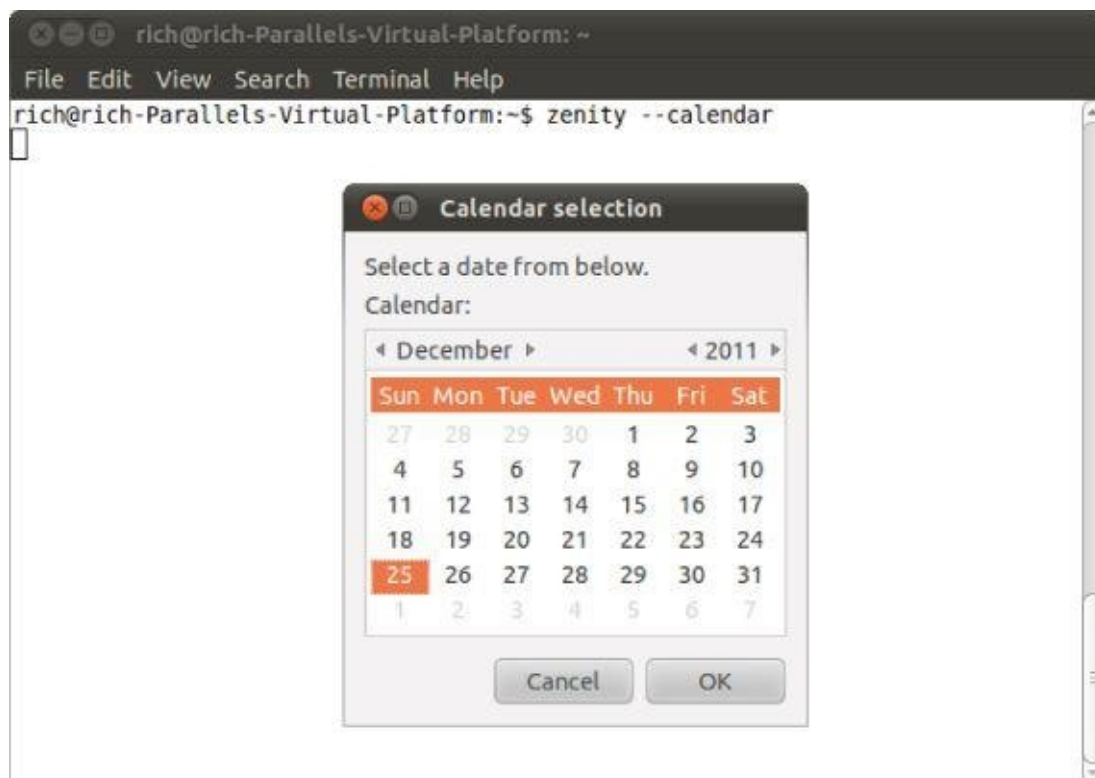 rich@rich-Parallels-Virtual-Platform: ~
File Edit View Search Terminal Help
rich@rich-Parallels-Virtual-Platform:~$ zenity --calendar
Calendar selection
Select a date from below.
Calendar:
December 2011
Sun Mon Tue Wed Thu Fri Sat
27 28 29 30 1 2 3
4 5 6 7 8 9 10
11 12 13 14 15 16 17
18 19 20 21 22 23 24
25 26 27 28 29 30 31
1 2 3 4 5 6 7
Cancel OK